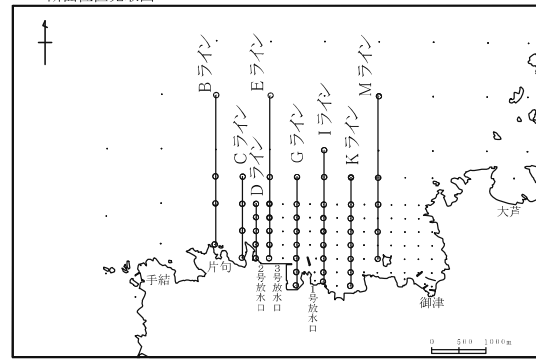 Bライン
Cライン
Dライン
Eライン
Gライン
Iライン
Kライン
Mライン
大芦
手結
片句
2号放水口
3号放水口
1号放水口
御津
0 500 1000m